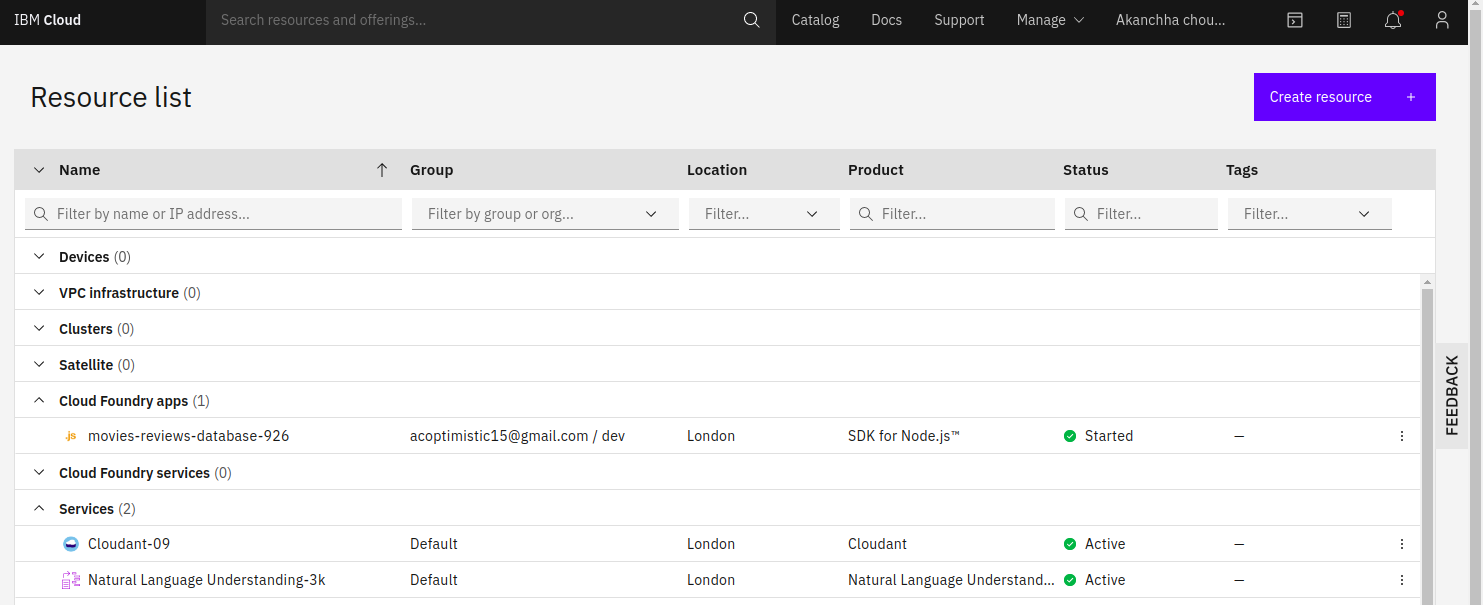 IBM Cloud Search resources and offerings... Catalog Docs Support Manage Akanchha chou...
Resource list
Create resource +
Name Group Location Product Status Tags
Filter by name or IP address... Filter by group or org... Filter... Filter... Filter... Filter...
Devices (0)
VPC infrastructure (0)
Clusters (0)
Satellite (0)
Cloud Foundry apps (1)
JS movies-reviews-database-926 acoptimistic15@gmail.com / dev London SDK for Node.js™ Started —
Cloud Foundry services (0)
Services (2)
Cloudant-09 Default London Cloudant Active —
Natural Language Understanding-3k Default London Natural Language Understand... Active —
FEEDBACK